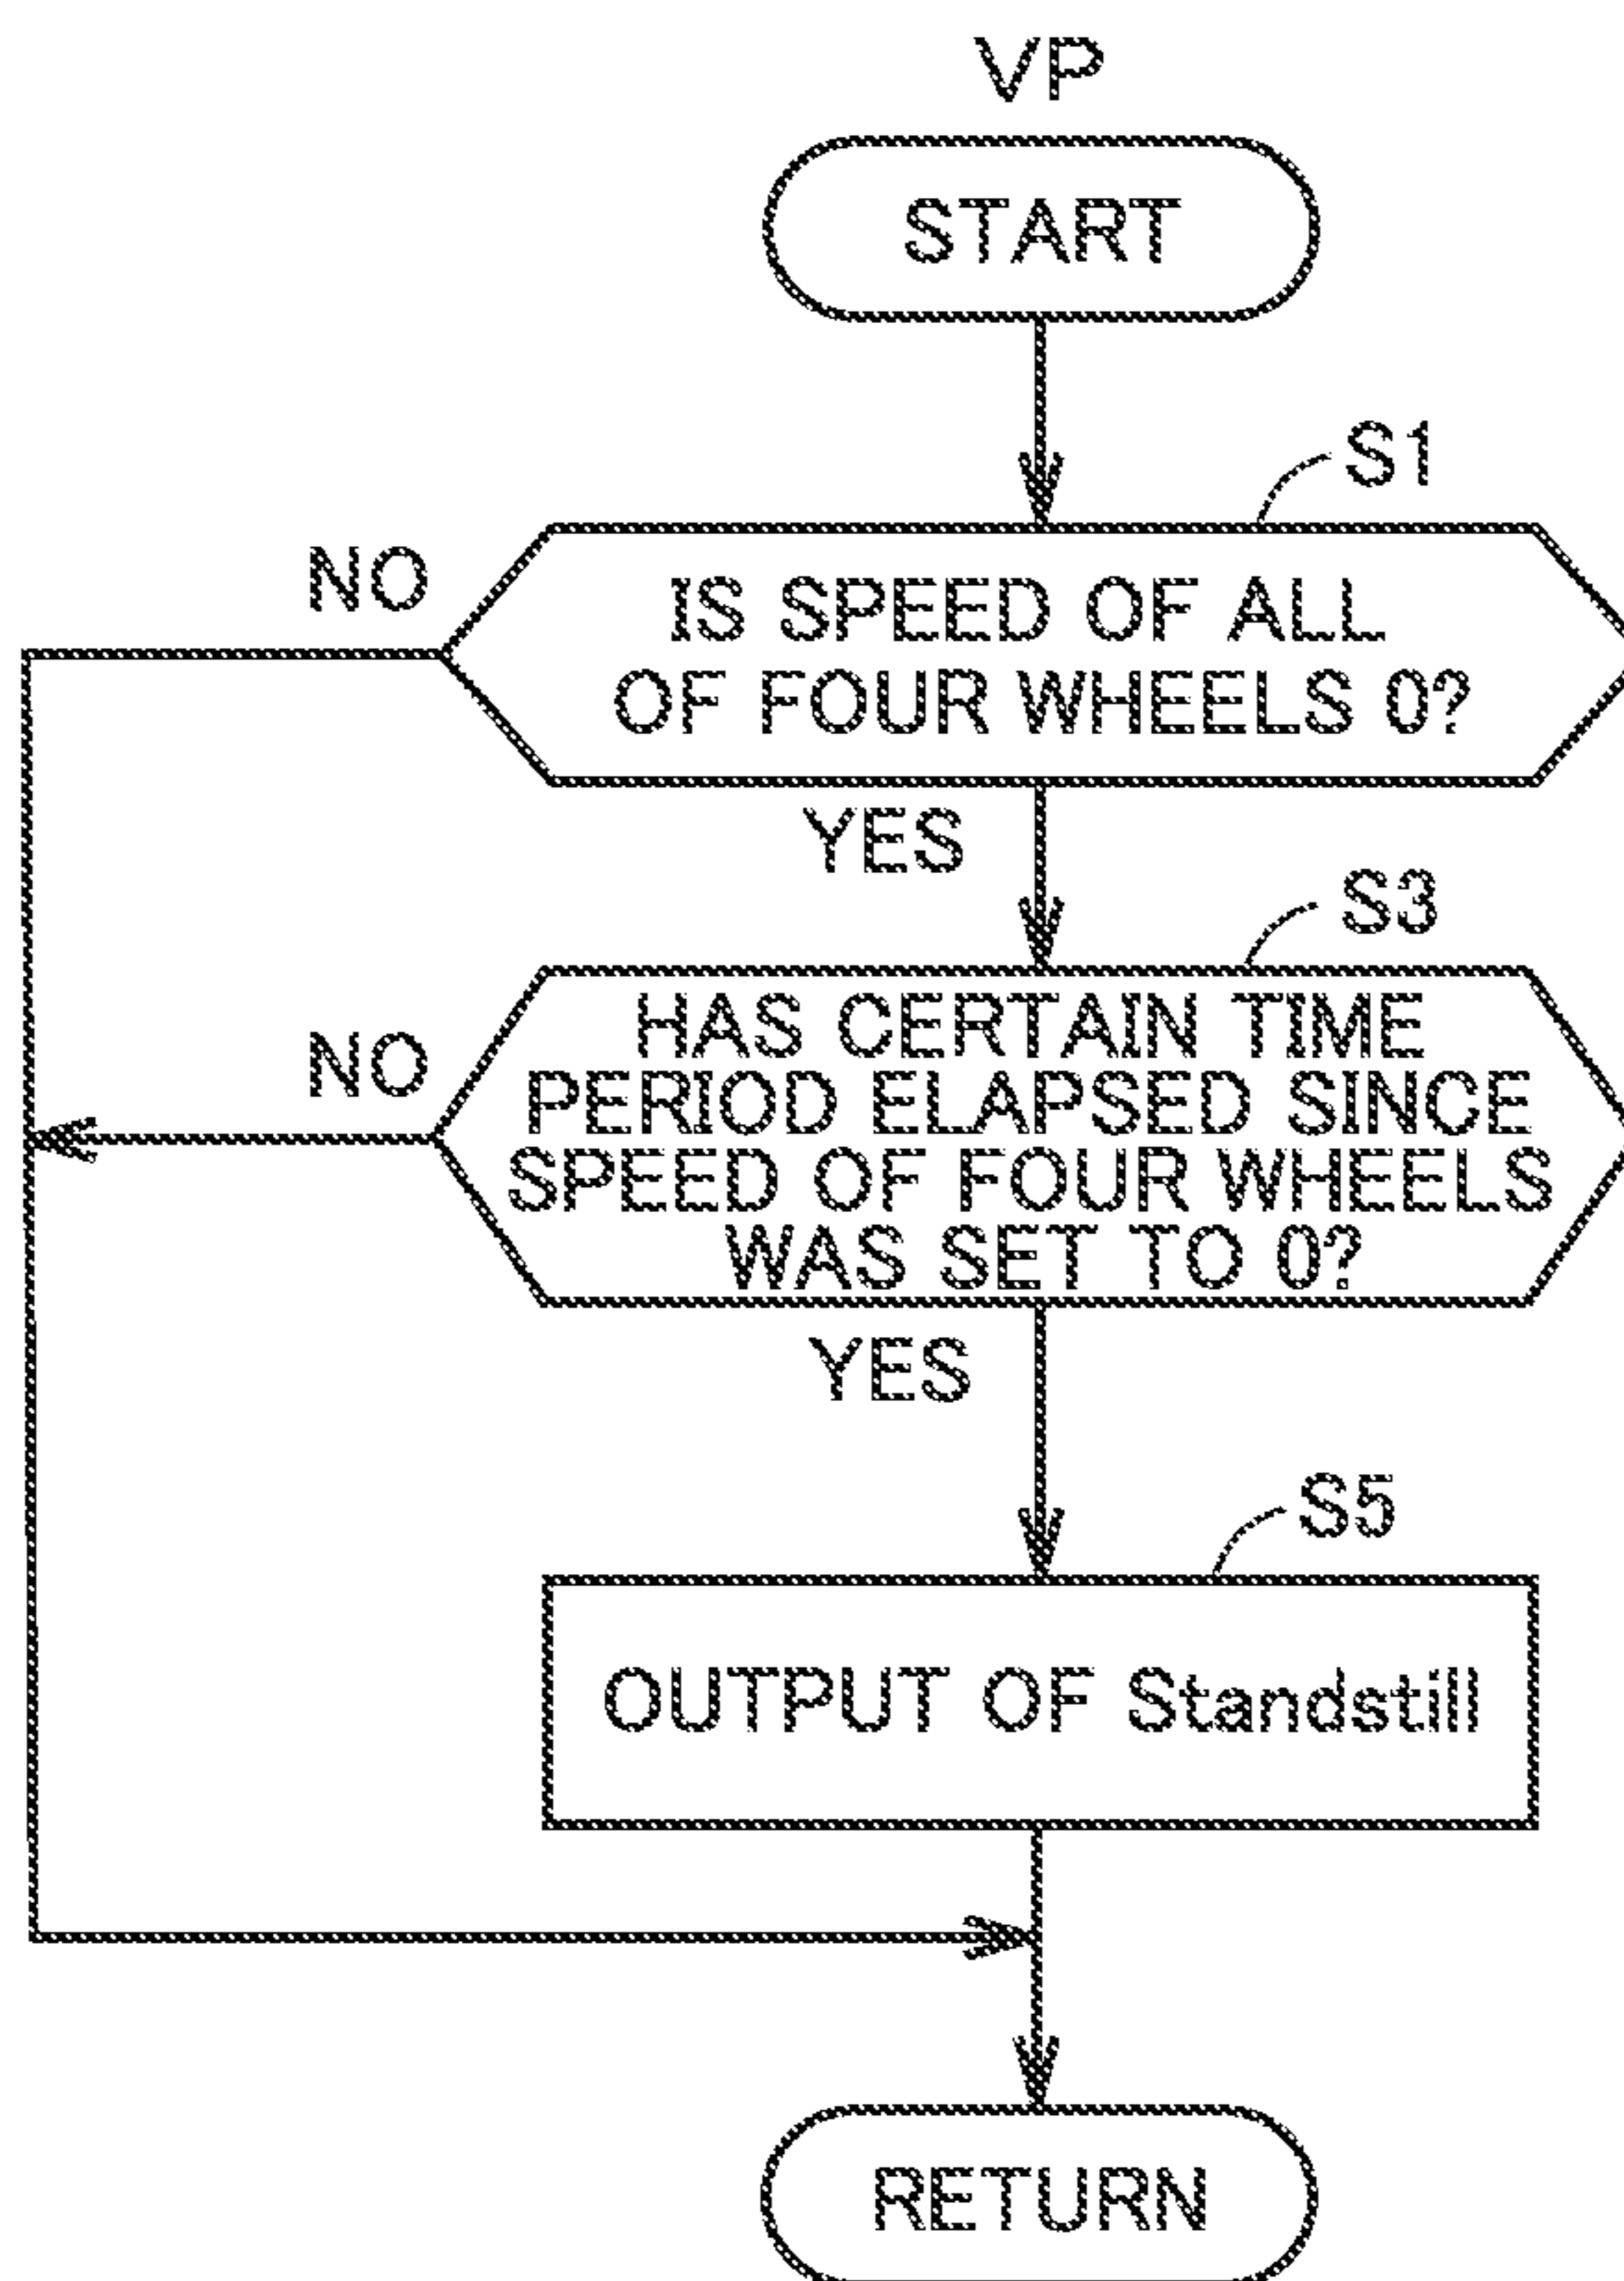 VP
START
S1
NO
IS SPEED OF ALL
OF FOUR WHEELS 0?
YES
S3
NO
HAS CERTAIN TIME
PERIOD ELAPSED SINCE
SPEED OF FOUR WHEELS
WAS SET TO 0?
YES
S5
OUTPUT OF Standstill
RETURN